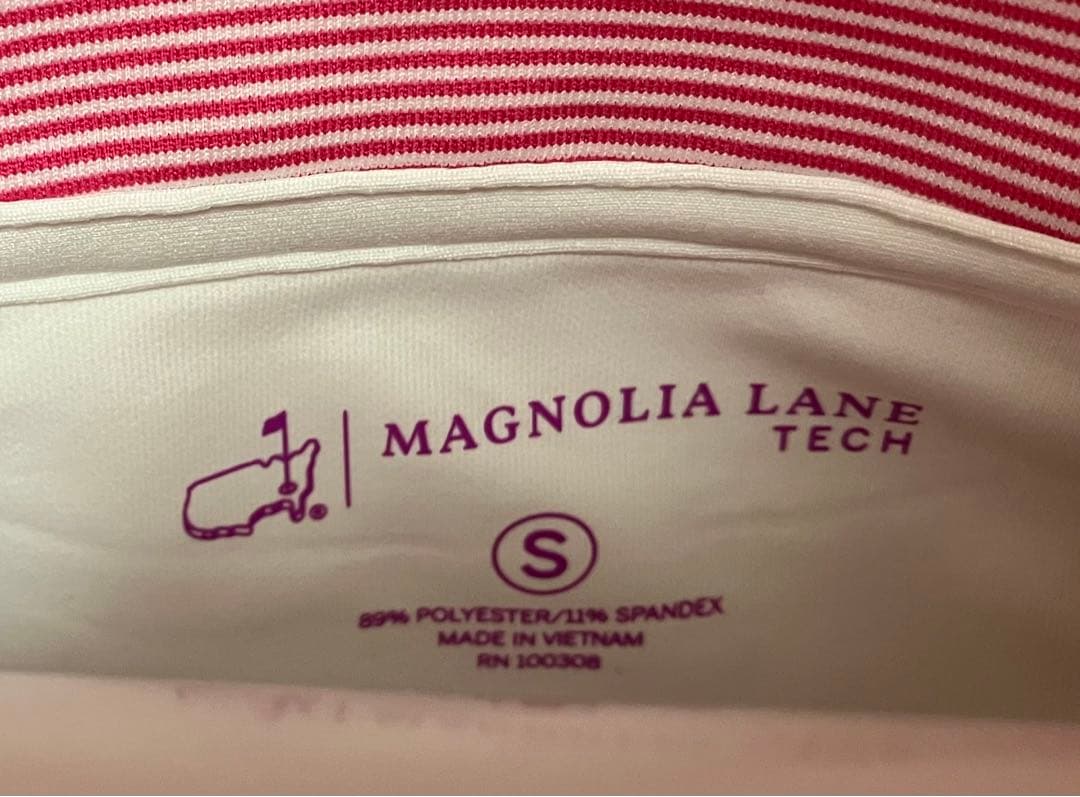 MAGNOLIA LANE
TECH
®
S
89% POLYESTER/11% SPANDEX
MADE IN VIETNAM
RN 100308